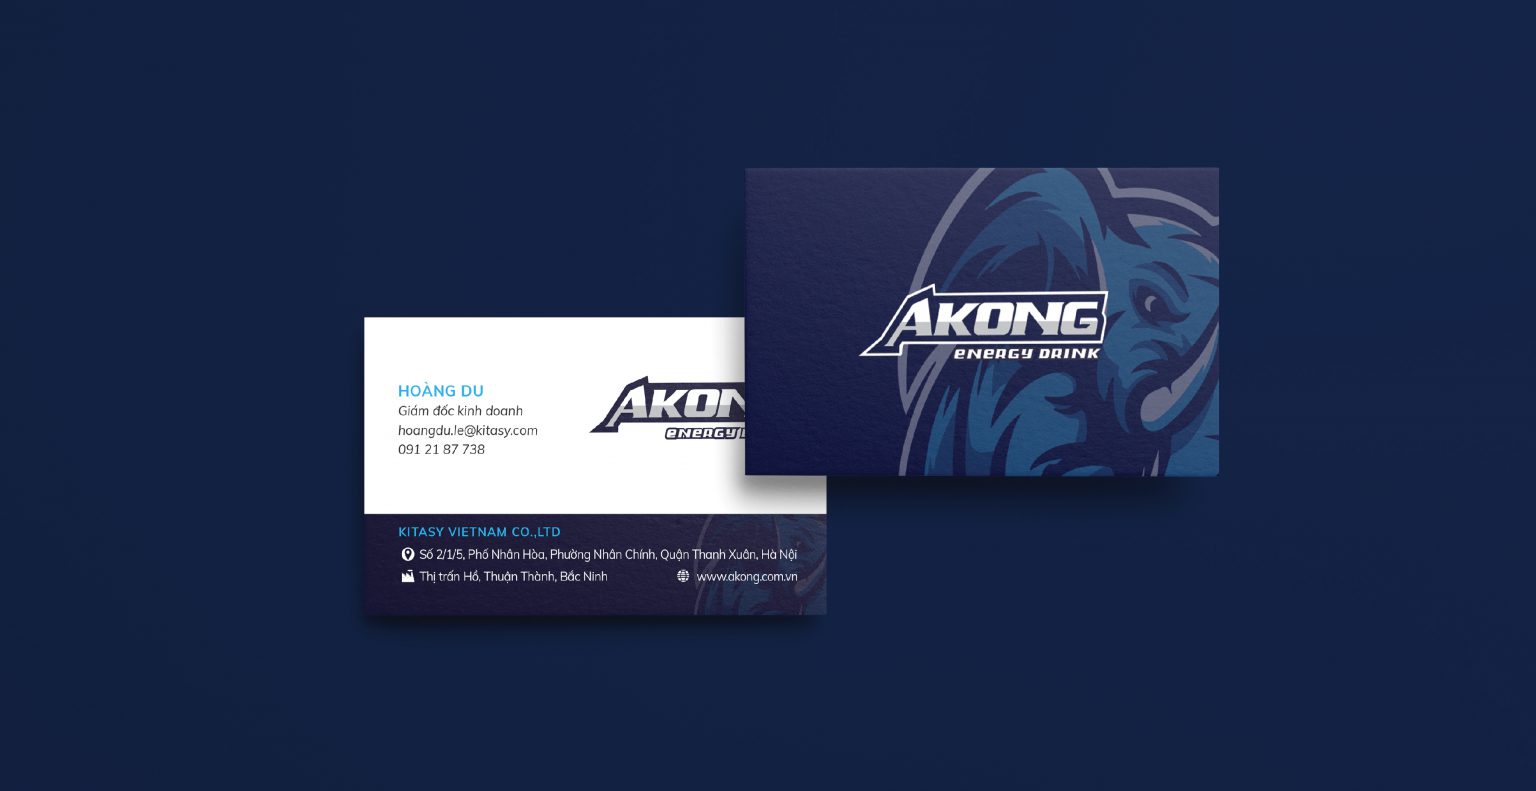 AKONG
ENERGY DRINK
HOÀNG DU
Giám đốc kinh doanh
hoangdu.le@kitasy.com
091 21 87 738
AKON
ENERGY
KITASY VIETNAM CO.,LTD
Số 2/1/5, Phố Nhân Hòa, Phường Nhân Chính, Quận Thanh Xuân, Hà Nội
Thị trấn Hồ, Thuận Thành, Bắc Ninh
www.akong.com.vn